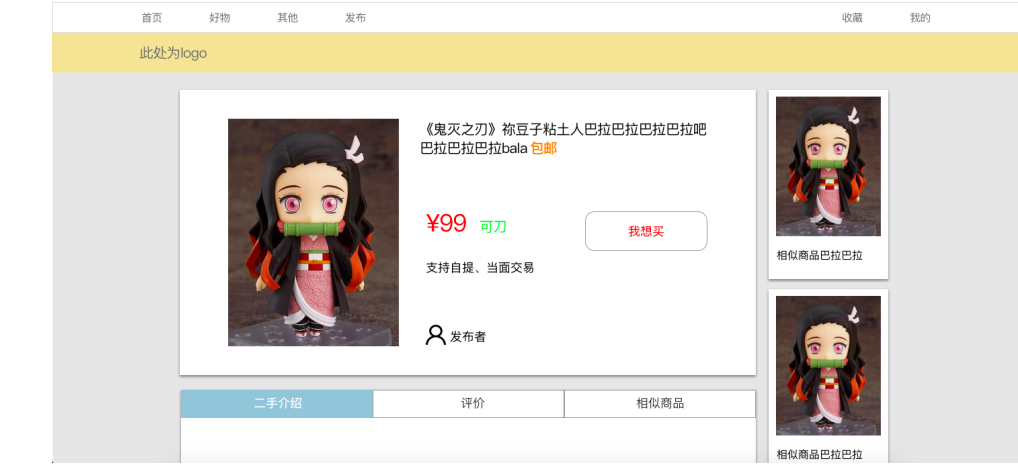 首页 好物 其他 发布 收藏 我的
此处为logo
《鬼灭之刃》祢豆子粘土人巴拉巴拉巴拉巴拉吧
巴拉巴拉巴拉bala 包邮
¥99 可刀
我想买
支持自提、当面交易
发布者
二手介绍 评价 相似商品
相似商品巴拉巴拉
相似商品巴拉巴拉